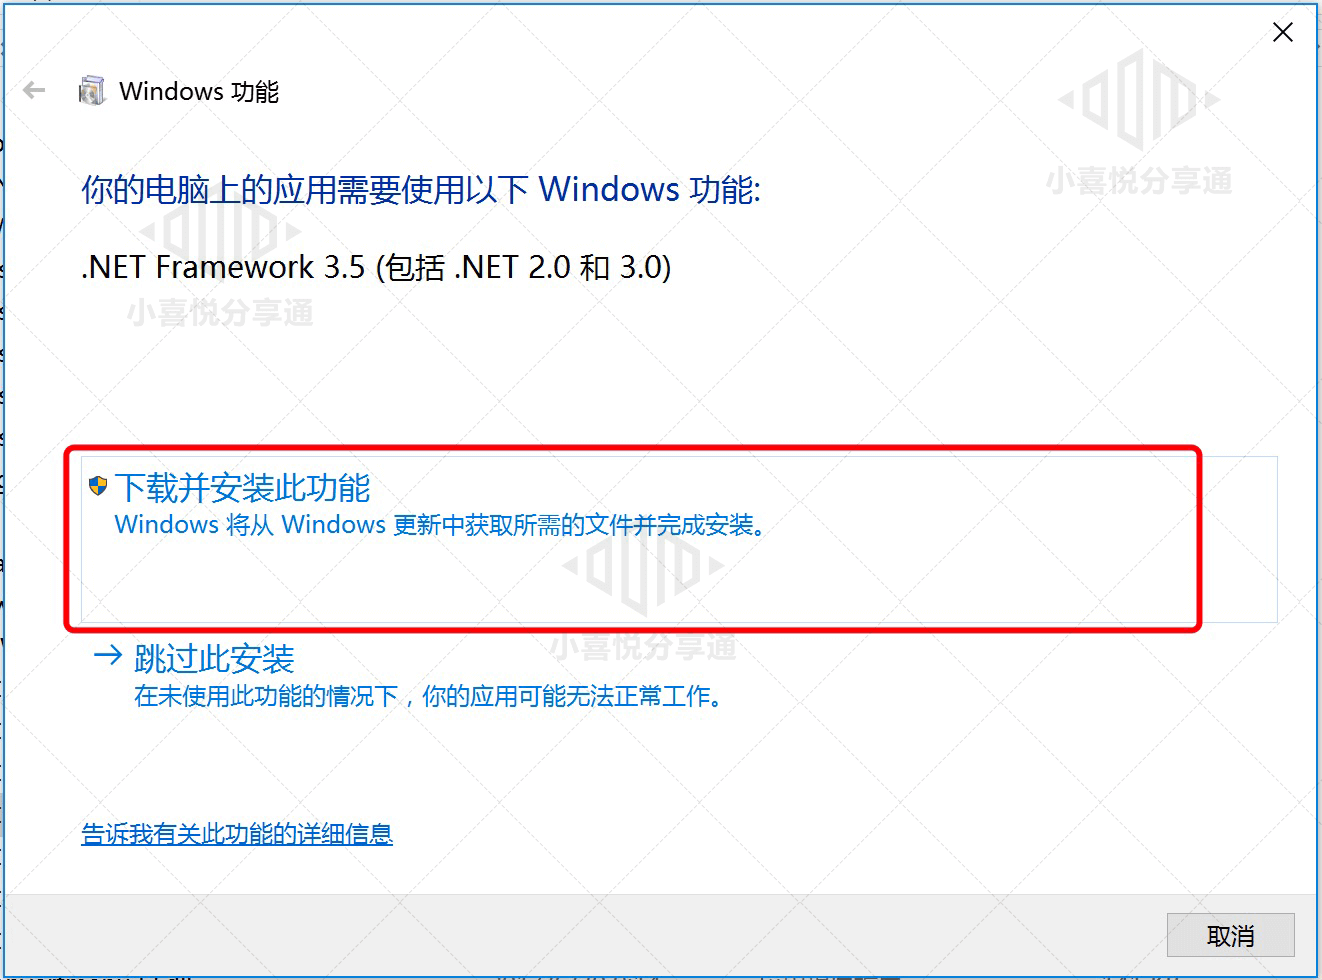 Windows 功能
小喜悦分享通
你的电脑上的应用需要使用以下 Windows 功能:
.NET Framework 3.5 (包括 .NET 2.0 和 3.0)
小喜悦分享通
下载并安装此功能
Windows 将从 Windows 更新中获取所需的文件并完成安装。
小喜悦分享通
跳过此安装
在未使用此功能的情况下，你的应用可能无法正常工作。
告诉我有关此功能的详细信息
取消